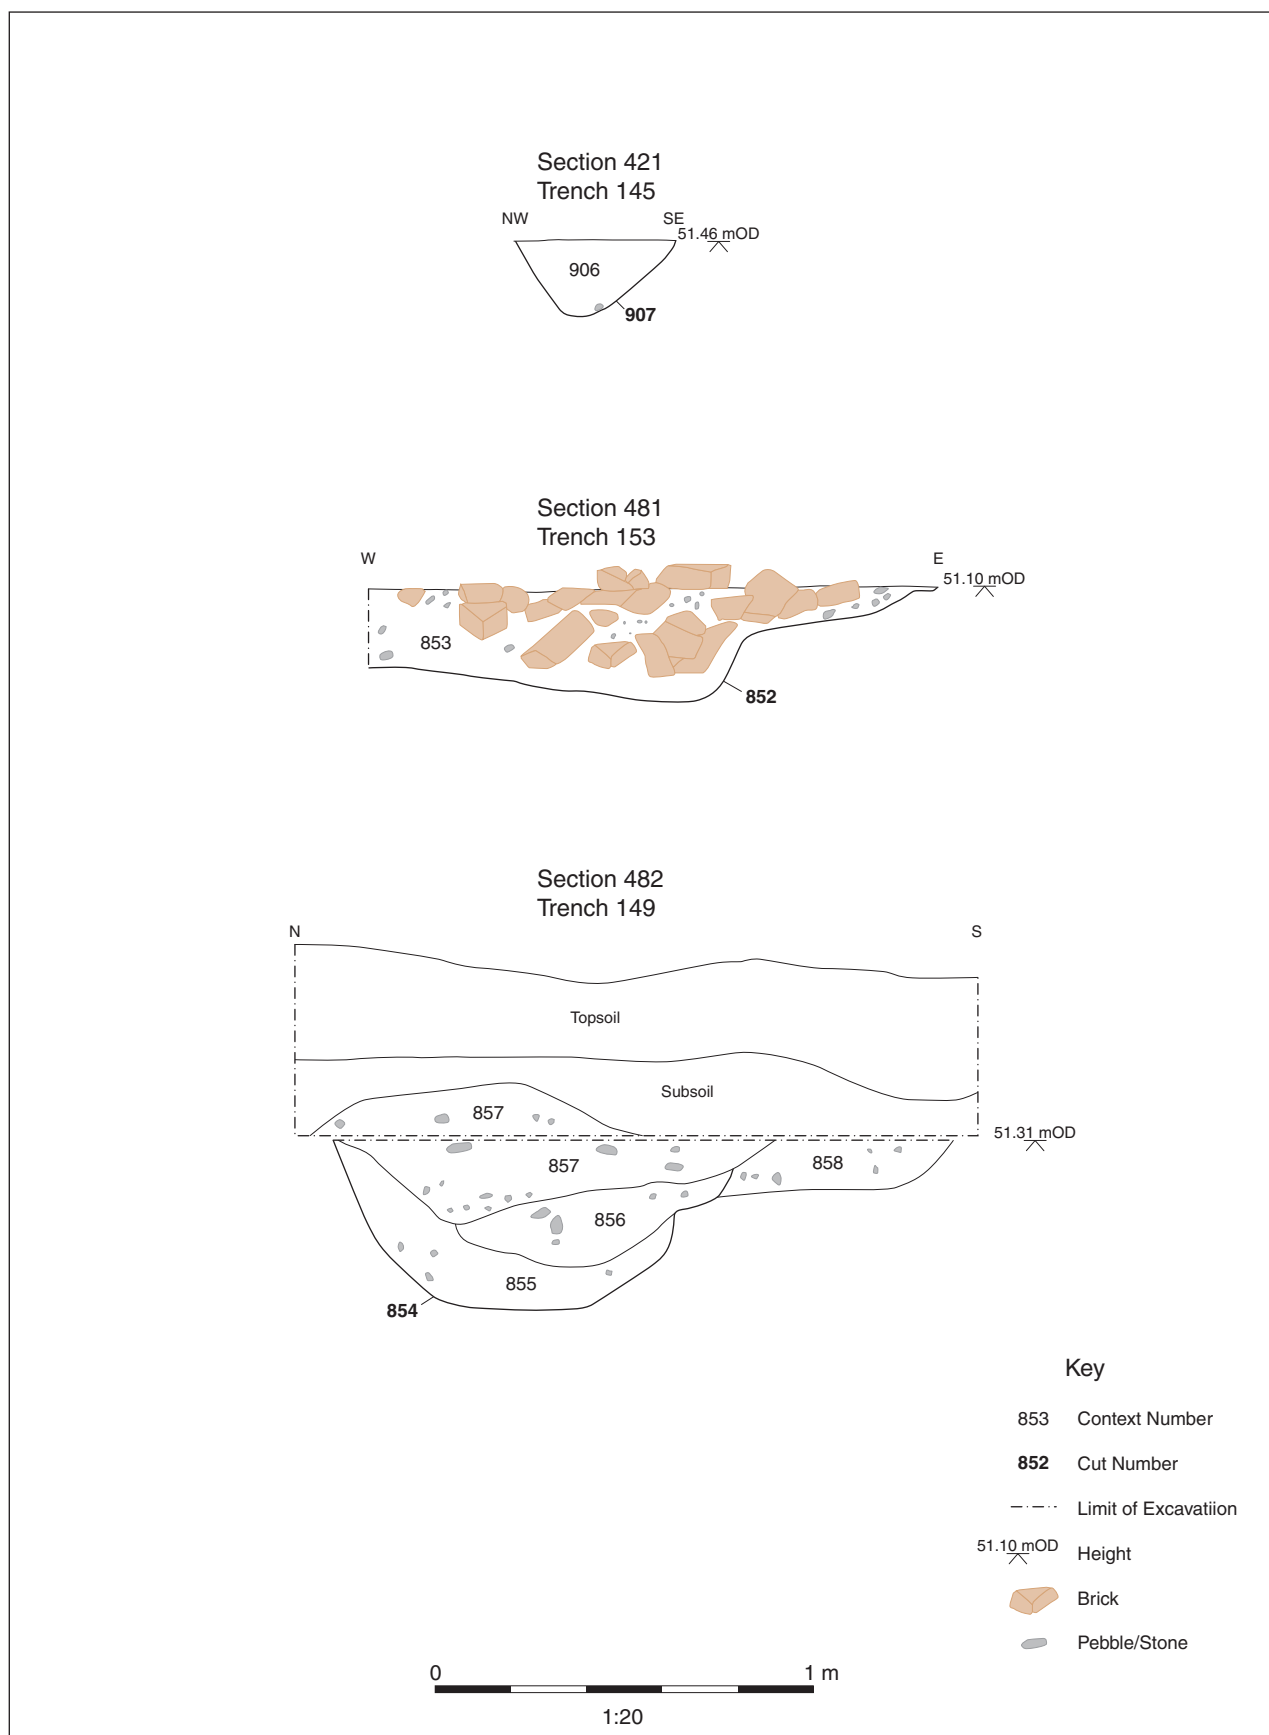 Section 421
Trench 145
NW SE
51.46 mOD
906
907
Section 481
Trench 153
W E
51.10 mOD
853
852
Section 482
Trench 149
N S
Topsoil
Subsoil
857
51.31 mOD
857
858
856
855
854
Key
853 Context Number
852 Cut Number
Limit of Excavatiion
51.10 mOD Height
Brick
Pebble/Stone
0 1 m
1:20